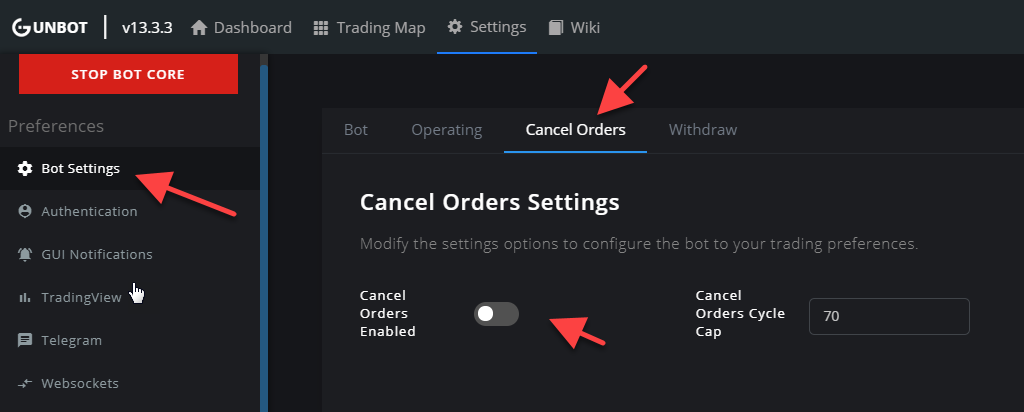 GUNBOT v13.3.3 Dashboard Trading Map Settings Wiki
STOP BOT CORE
Preferences
Bot Settings
Authentication
GUI Notifications
TradingView
Telegram
Websockets
Bot Operating Cancel Orders Withdraw
Cancel Orders Settings
Modify the settings options to configure the bot to your trading preferences.
Cancel
Orders
Enabled
Cancel
Orders Cycle
Cap
70